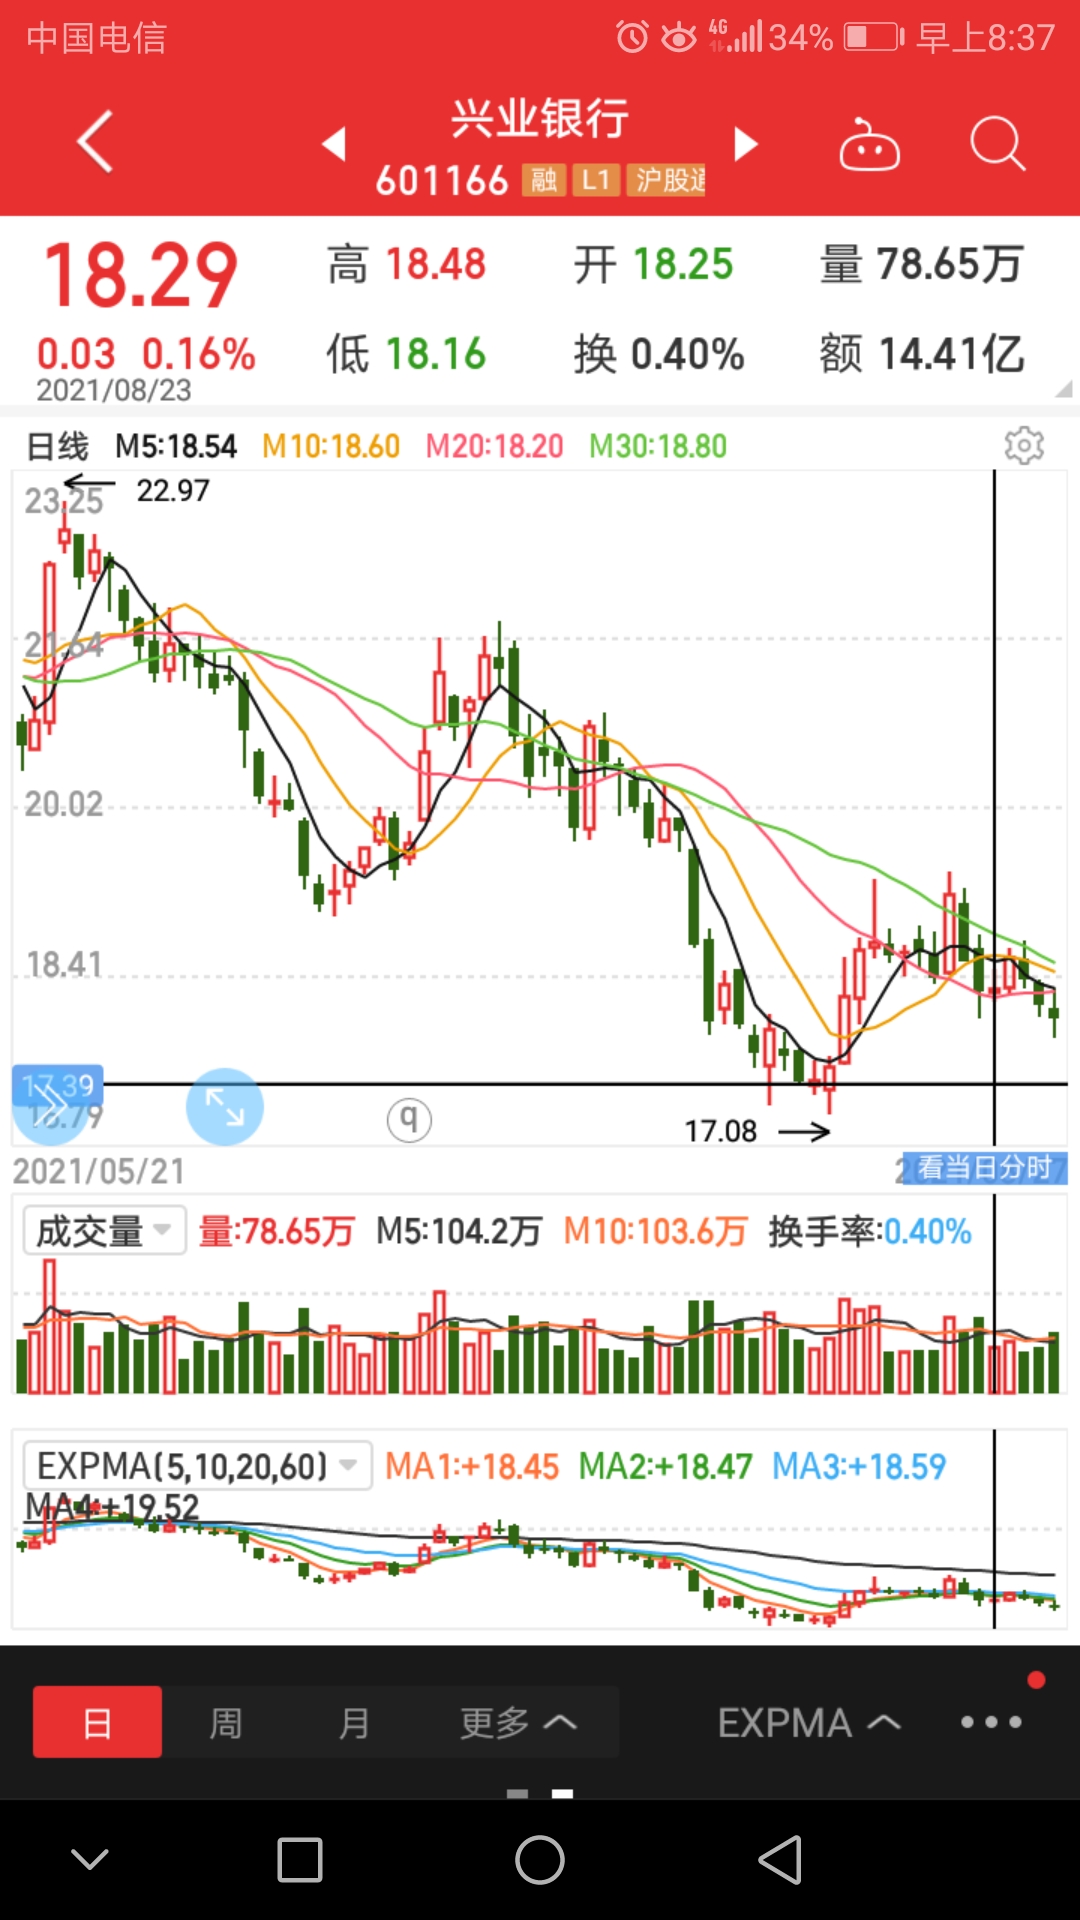 中国电信 4G 34% 早上8:37
兴业银行
601166 融 L1 沪股通
18.29 高 18.48 开 18.25 量 78.65万
0.03 0.16% 低 18.16 换 0.40% 额 14.41亿
2021/08/23
日线 M5:18.54 M10:18.60 M20:18.20 M30:18.80
23.25 22.97
21.64
20.02
18.41
17.39
16.79 q 17.08
2021/05/21 看当日分时
成交量 量:78.65万 M5:104.2万 M10:103.6万 换手率:0.40%
EXPMA(5,10,20,60) MA1:+18.45 MA2:+18.47 MA3:+18.59
MA4:+19.52
日 周 月 更多 EXPMA